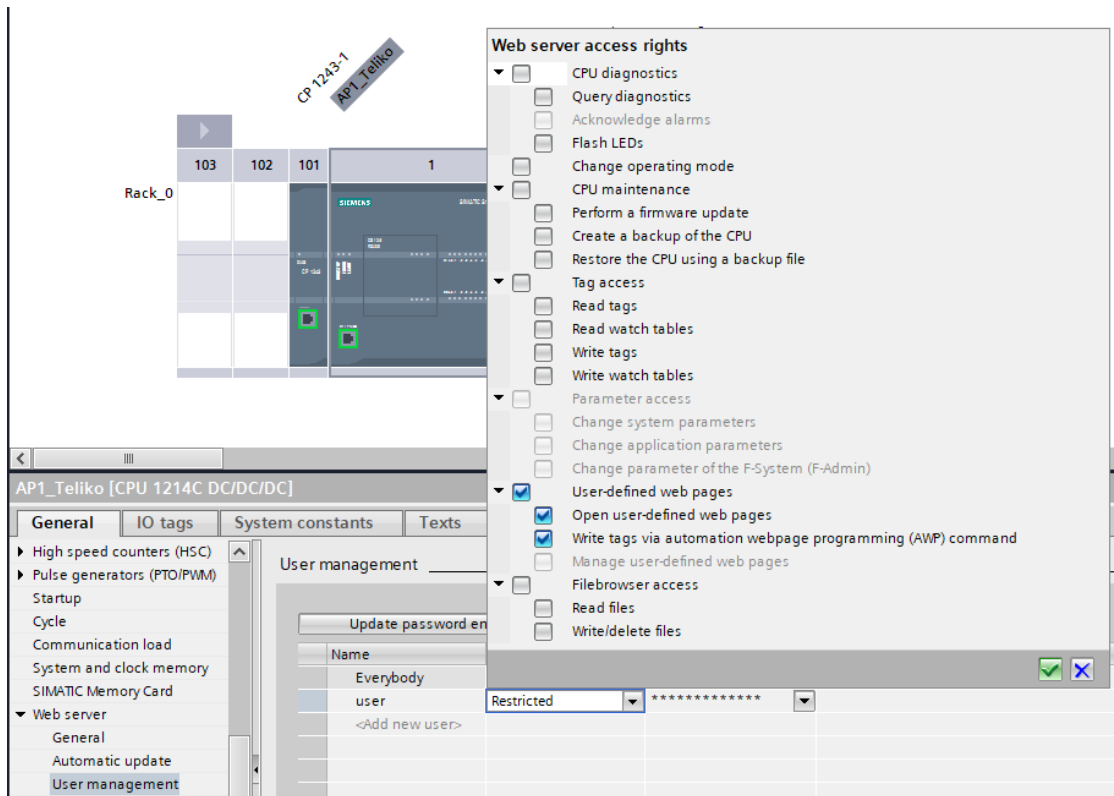 CP 1243-1
AP1_Teliko
103 102 101 1
Rack_0
SIEMENS
CP 1243
Web server access rights
CPU diagnostics
Query diagnostics
Acknowledge alarms
Flash LEDs
Change operating mode
CPU maintenance
Perform a firmware update
Create a backup of the CPU
Restore the CPU using a backup file
Tag access
Read tags
Read watch tables
Write tags
Write watch tables
Parameter access
Change system parameters
Change application parameters
Change parameter of the F-System (F-Admin)
User-defined web pages
Open user-defined web pages
Write tags via automation webpage programming (AWP) command
Manage user-defined web pages
Filebrowser access
Read files
Write/delete files
AP1_Teliko [CPU 1214C DC/DC/DC]
General IO tags System constants Texts
High speed counters (HSC)
Pulse generators (PTO/PWM)
Startup
Cycle
Communication load
System and clock memory
SIMATIC Memory Card
Web server
General
Automatic update
User management
User management
Update password en
Name
Everybody
user Restricted *************
<Add new user>